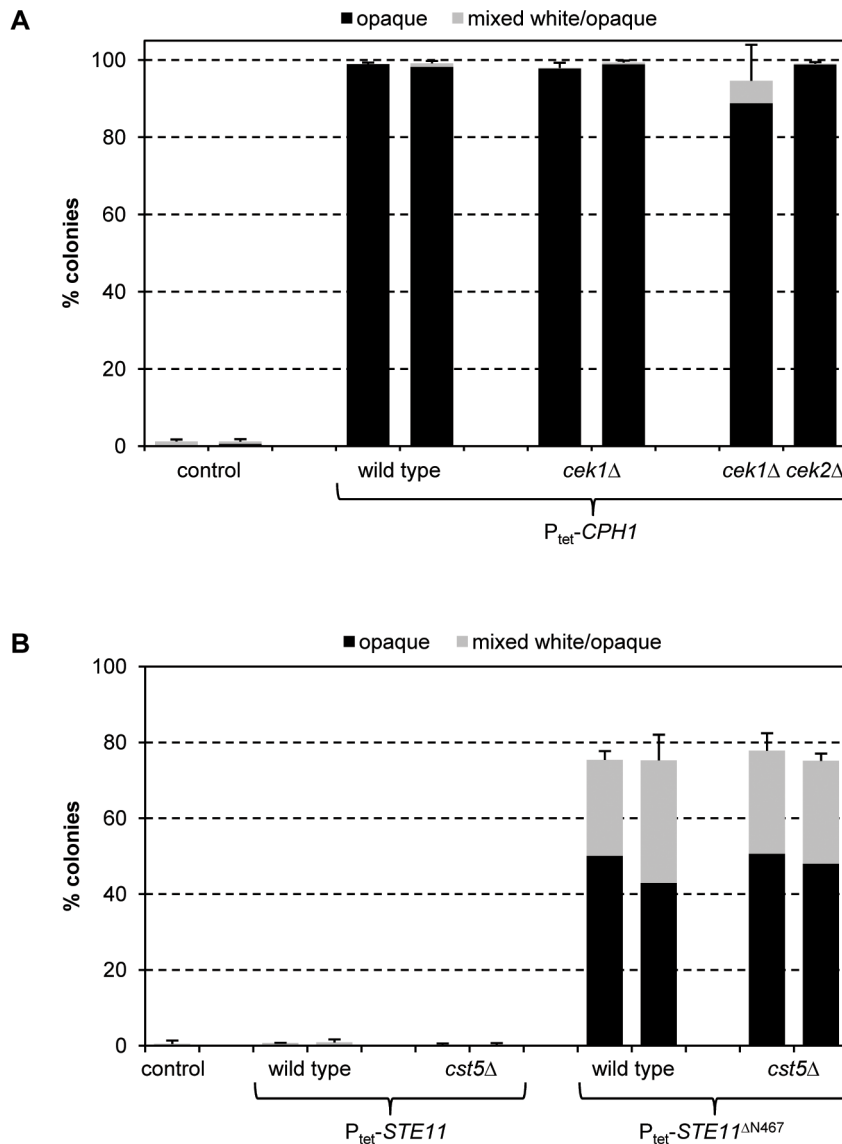 A
■ opaque ■ mixed white/opaque
% colonies
100
80
60
40
20
0
control wild type cek1Δ cek1Δ cek2Δ
Ptet-CPH1
B
■ opaque ■ mixed white/opaque
% colonies
100
80
60
40
20
0
control wild type cst5Δ wild type cst5Δ
Ptet-STE11 Ptet-STE11ΔN467